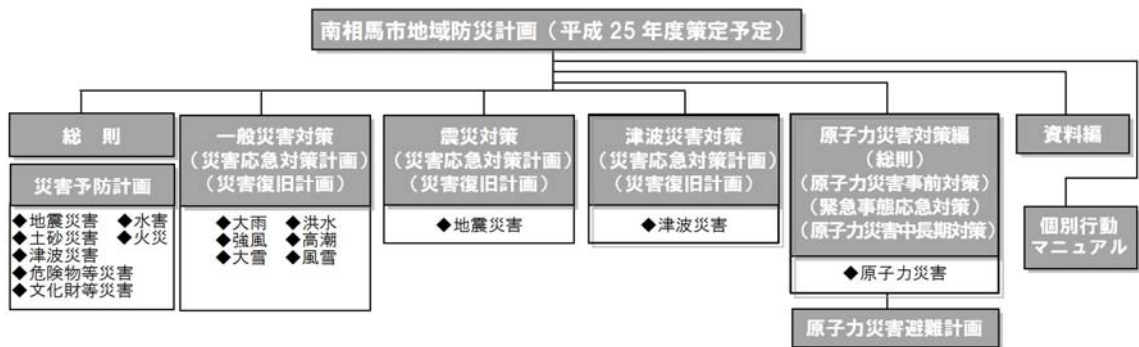 南相馬市地域防災計画（平成25年度策定予定）
総 則
災害予防計画
◆地震災害 ◆水害
◆土砂災害 ◆火災
◆津波災害
◆危険物等災害
◆文化財等災害
一般災害対策
（災害応急対策計画）
（災害復旧計画）
◆大雨 ◆洪水
◆強風 ◆高潮
◆大雪 ◆風雪
震災対策
（災害応急対策計画）
（災害復旧計画）
◆地震災害
津波災害対策
（災害応急対策計画）
（災害復旧計画）
◆津波災害
原子力災害対策編
（総則）
（原子力災害事前対策）
（緊急事態応急対策）
（原子力災害中長期対策）
◆原子力災害
原子力災害避難計画
資料編
個別行動
マニュアル